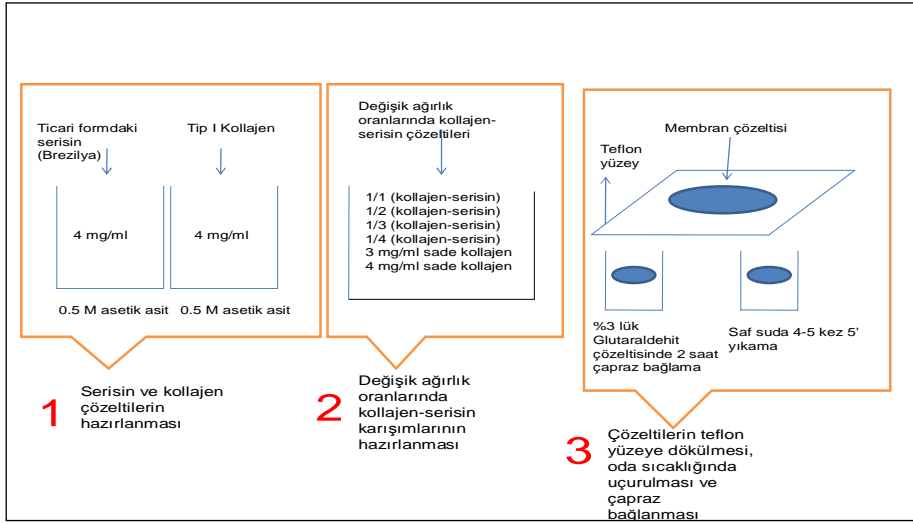 Ticari formdaki
serisin
(Brezilya)
Tip I Kollajen
4 mg/ml
4 mg/ml
0.5 M asetik asit
0.5 M asetik asit
1
Serisin ve kollajen
çözeltilerin
hazırlanması
Değişik ağırlık
oranlarında kollajen-
serisin çözeltileri
1/1 (kollajen-serisin)
1/2 (kollajen-serisin)
1/3 (kollajen-serisin)
1/4 (kollajen-serisin)
3 mg/ml sade kollajen
4 mg/ml sade kollajen
2
Değişik ağırlık
oranlarında
kollajen-serisin
karışımlarının
hazırlanması
Membran çözeltisi
Teflon
yüzey
%3 lük
Glutaraldehit
çözeltisinde 2 saat
çapraz bağlama
Saf suda 4-5 kez 5’
yıkama
3
Çözeltilerin teflon
yüzeye dökülmesi,
oda sıcaklığında
uçurulması ve
çapraz
bağlanması